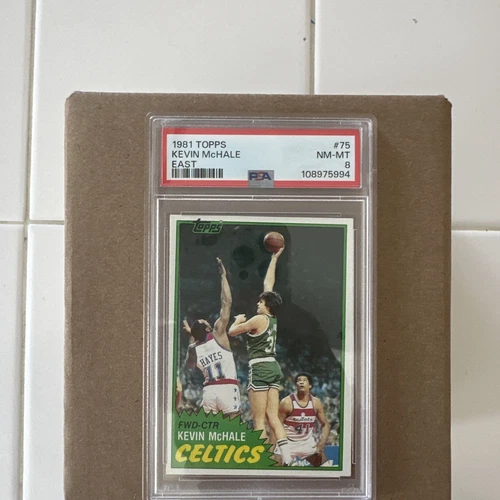 1981 TOPPS #75
KEVIN McHALE NM-MT
EAST 8
PSA 108975994
Topps
HAYES
11
FWD-CTR
KEVIN McHALE
CELTICS